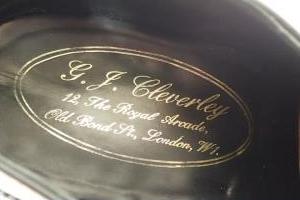 G. J. Cleverley
12, The Royal Arcade,
Old Bond St., London, W1.